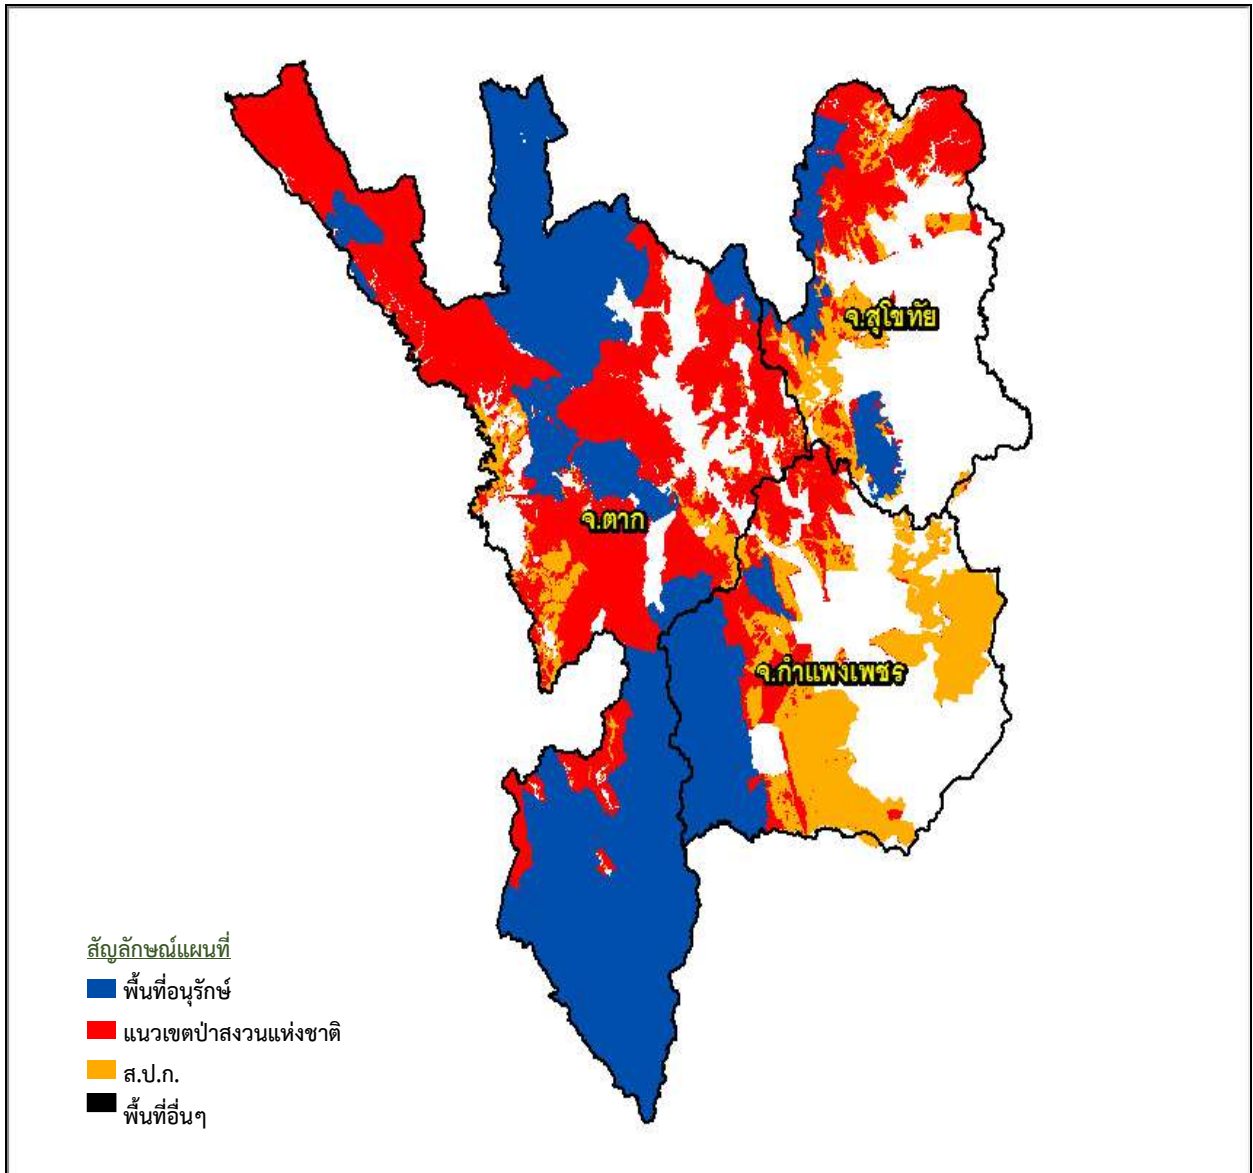 จ.สุโขทัย
จ.ตาก
จ.กำแพงเพชร
สัญลักษณ์แผนที่
พื้นที่อนุรักษ์
แนวเขตป่าสงวนแห่งชาติ
ส.ป.ก.
พื้นที่อื่นๆ